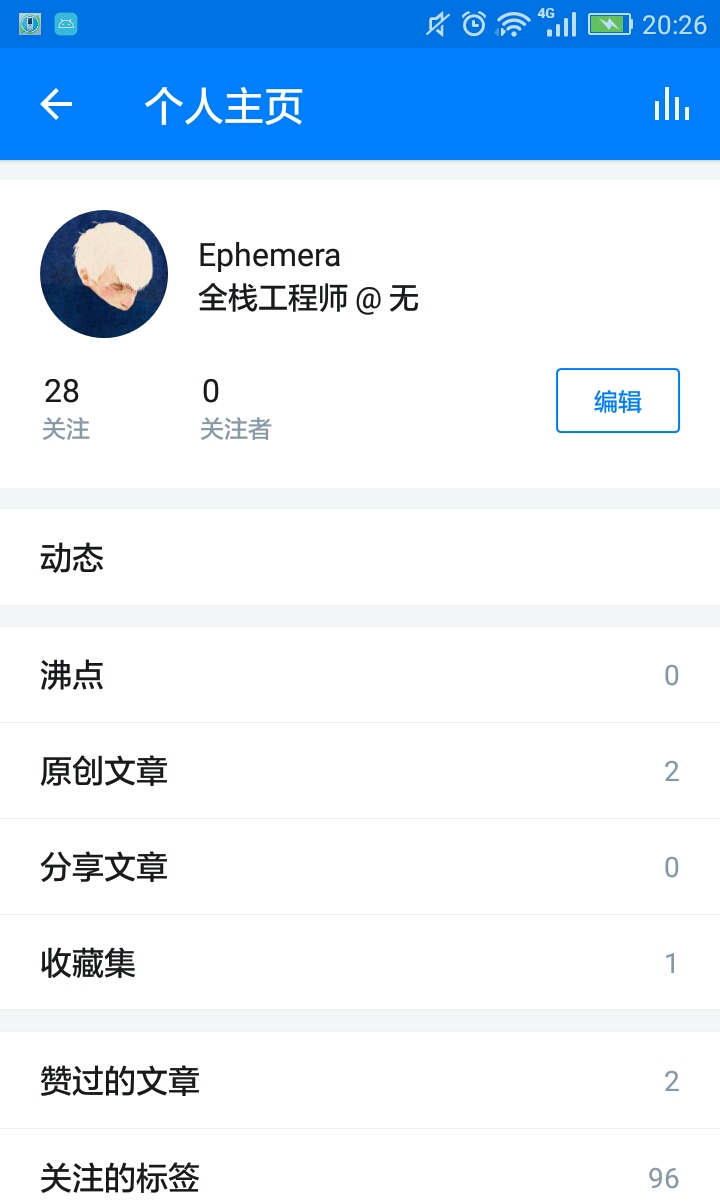 4G 20:26
个人主页
Ephemera
全栈工程师 @ 无
28 0
关注 关注者
编辑
动态
沸点 0
原创文章 2
分享文章 0
收藏集 1
赞过的文章 2
关注的标签 96